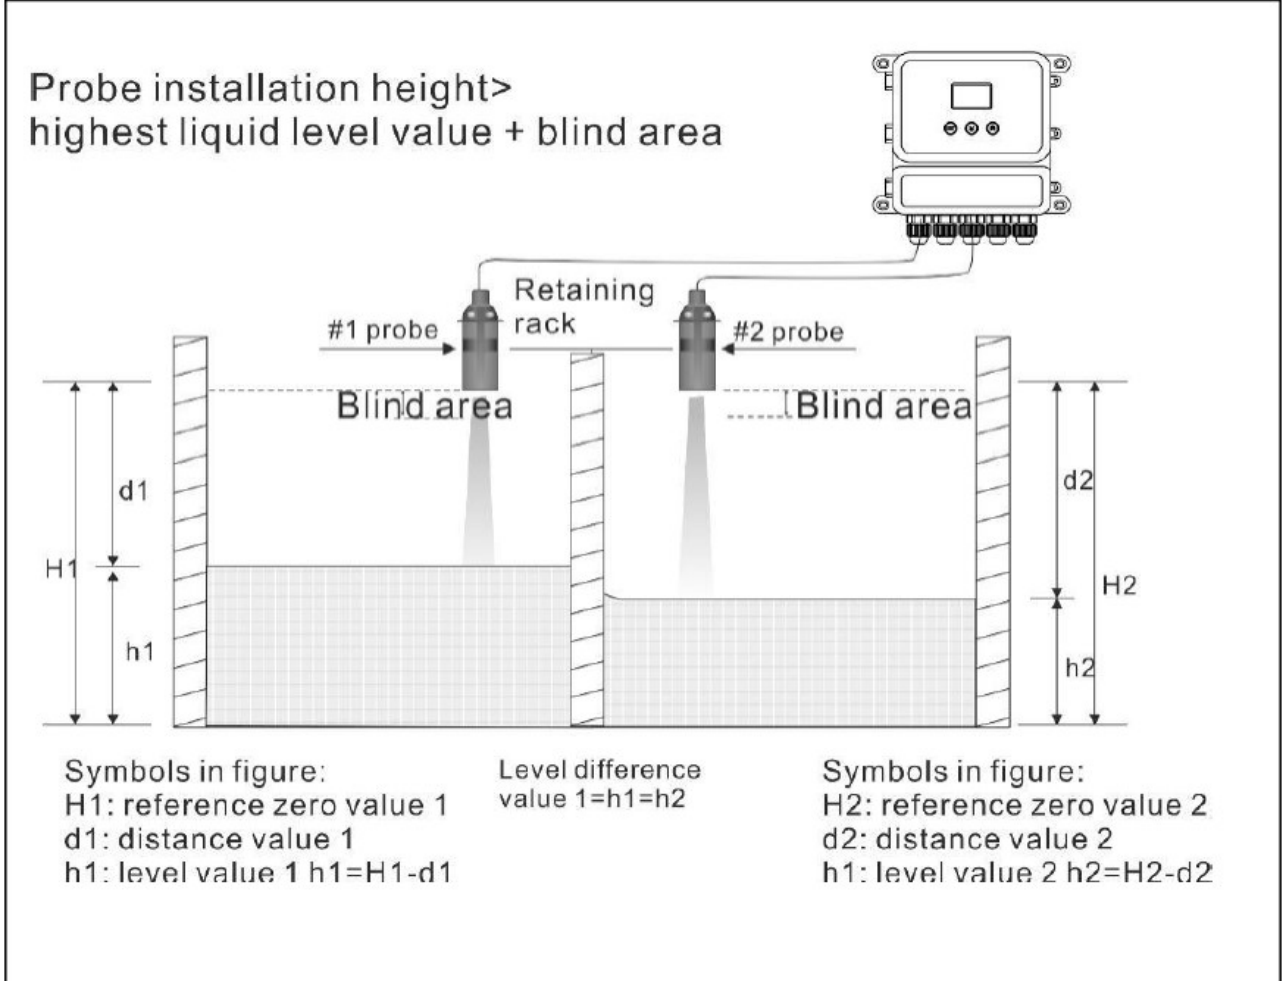 Probe installation height>
highest liquid level value + blind area
Retaining
rack
#1 probe
#2 probe
Blind area
Blind area
d1
d2
H1
H2
h1
h2
Symbols in figure:
H1: reference zero value 1
d1: distance value 1
h1: level value 1 h1=H1-d1
Level difference
value 1=h1=h2
Symbols in figure:
H2: reference zero value 2
d2: distance value 2
h1: level value 2 h2=H2-d2